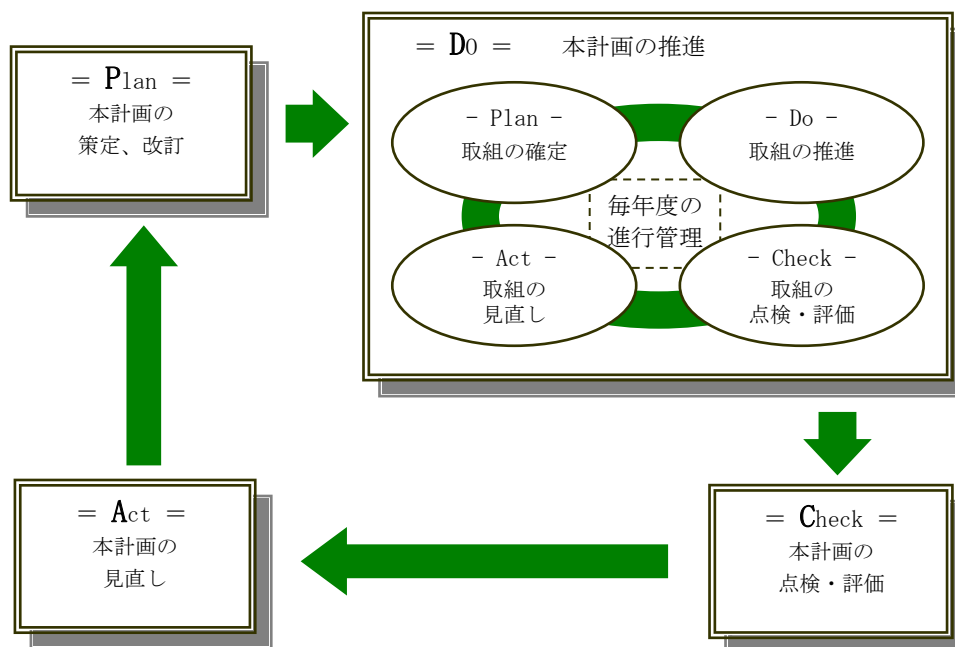 = Plan =
本計画の
策定、改訂
= Do = 本計画の推進
- Plan -
取組の確定
- Do -
取組の推進
毎年度の
進行管理
- Act -
取組の
見直し
- Check -
取組の
点検・評価
= Act =
本計画の
見直し
= Check =
本計画の
点検・評価